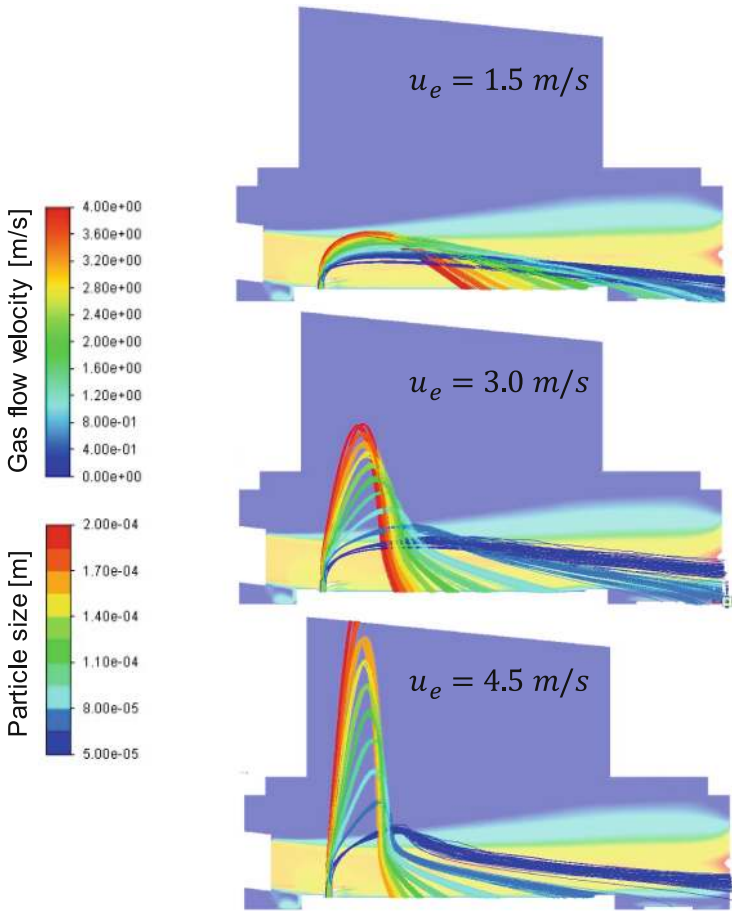 u_e = 1.5 m/s
Gas flow velocity [m/s]
4.00e+00
3.60e+00
3.20e+00
2.80e+00
2.40e+00
2.00e+00
1.60e+00
1.20e+00
8.00e-01
4.00e-01
0.00e+00
u_e = 3.0 m/s
Particle size [m]
2.00e-04
1.70e-04
1.40e-04
1.10e-04
8.00e-05
5.00e-05
u_e = 4.5 m/s